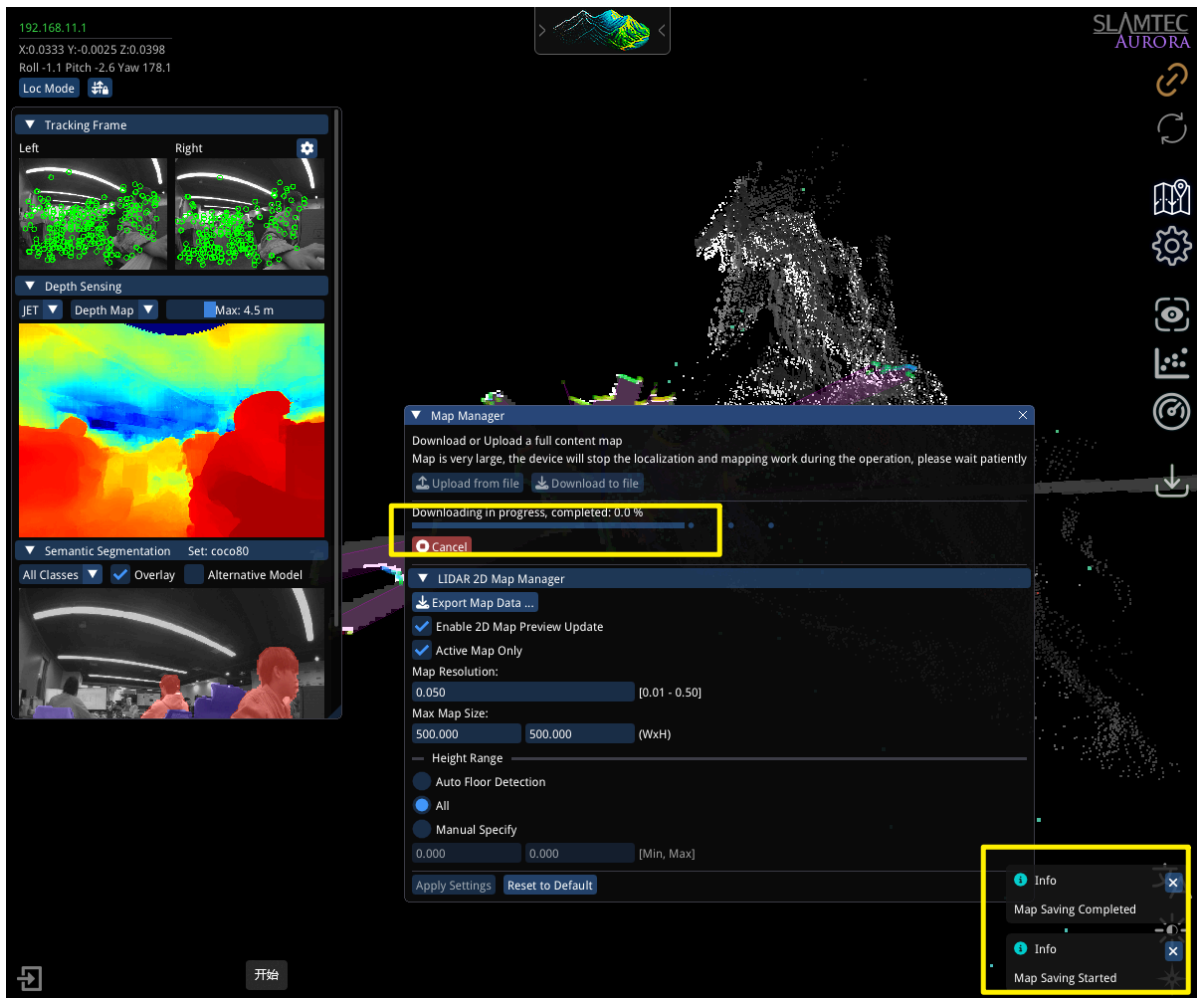 192.168.11.1
X:0.0333 Y:-0.0025 Z:0.0398
Roll -1.1 Pitch -2.6 Yaw 178.1
Loc Mode
SLAMTEC
AURORA
Tracking Frame
Left Right
Depth Sensing
JET Depth Map Max: 4.5 m
Semantic Segmentation Set: coco80
All Classes Overlay Alternative Model
Map Manager
Download or Upload a full content map
Map is very large, the device will stop the localization and mapping work during the operation, please wait patiently
Upload from file Download to file
Downloading in progress, completed: 0.0 %
Cancel
LIDAR 2D Map Manager
Export Map Data ...
Enable 2D Map Preview Update
Active Map Only
Map Resolution:
0.050 [0.01 - 0.50]
Max Map Size:
500.000 500.000 (WxH)
Height Range
Auto Floor Detection
All
Manual Specify
0.000 0.000 [Min, Max]
Apply Settings Reset to Default
Info
Map Saving Completed
Info
Map Saving Started
开始